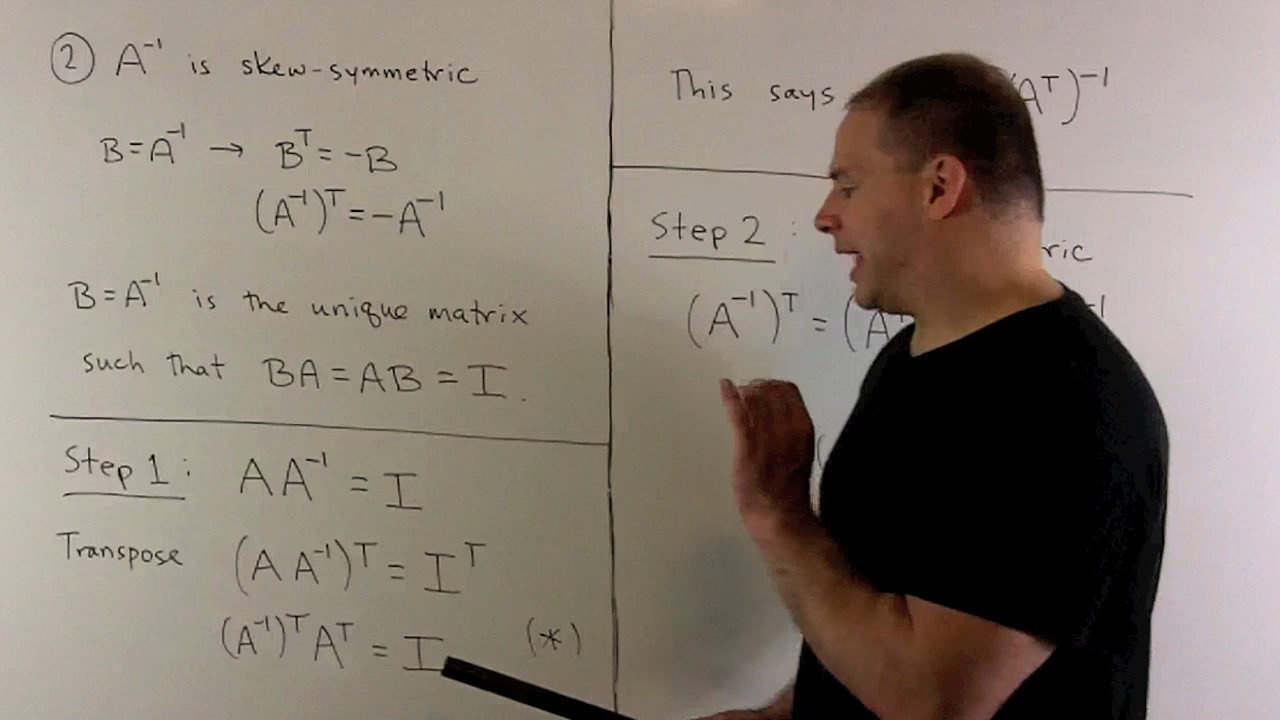 ② A⁻¹ is skew-symmetric
B=A⁻¹ → Bᵀ=-B
(A⁻¹)ᵀ=-A⁻¹
B=A⁻¹ is the unique matrix
such that BA=AB=I.
Step 1: AA⁻¹=I
Transpose (AA⁻¹)ᵀ=Iᵀ
(A⁻¹)ᵀAᵀ=I (*)
This says (Aᵀ)⁻¹
Step 2:
(A⁻¹)ᵀ=(A